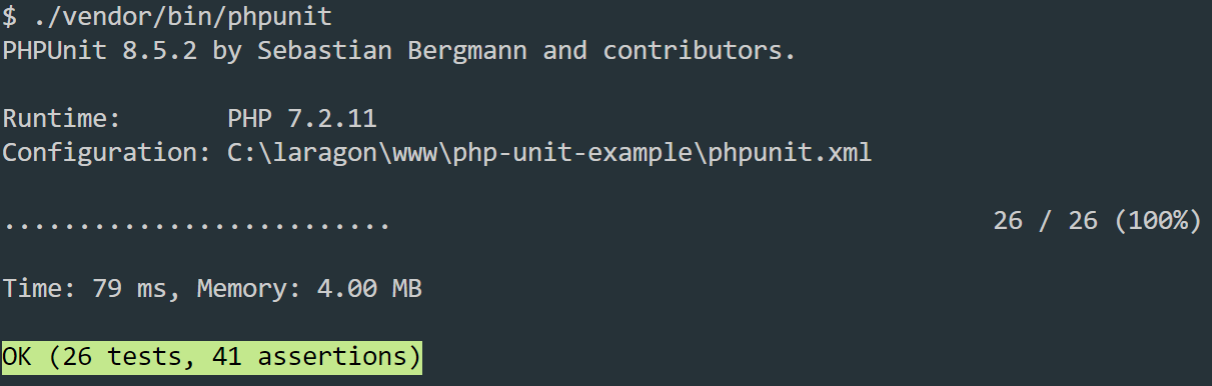 $ ./vendor/bin/phpunit
PHPUnit 8.5.2 by Sebastian Bergmann and contributors.
Runtime:       PHP 7.2.11
Configuration: C:\laragon\www\php-unit-example\phpunit.xml
..........................                                        26 / 26 (100%)
Time: 79 ms, Memory: 4.00 MB
OK (26 tests, 41 assertions)